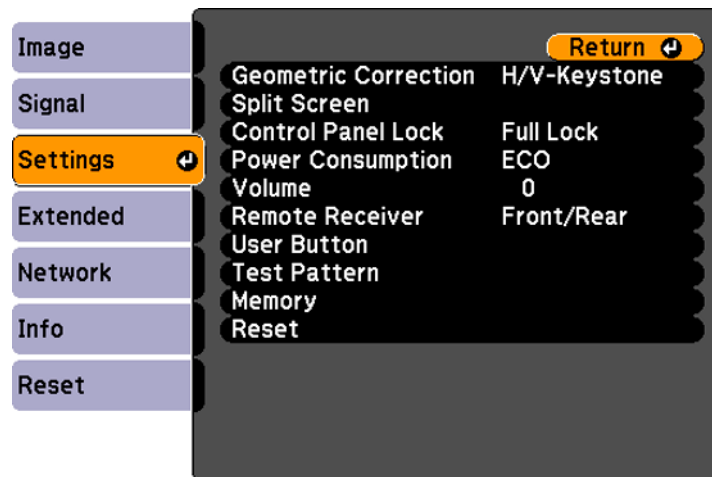 Image
Signal
Settings
Extended
Network
Info
Reset
Return
Geometric Correction H/V-Keystone
Split Screen
Control Panel Lock Full Lock
Power Consumption ECO
Volume 0
Remote Receiver Front/Rear
User Button
Test Pattern
Memory
Reset